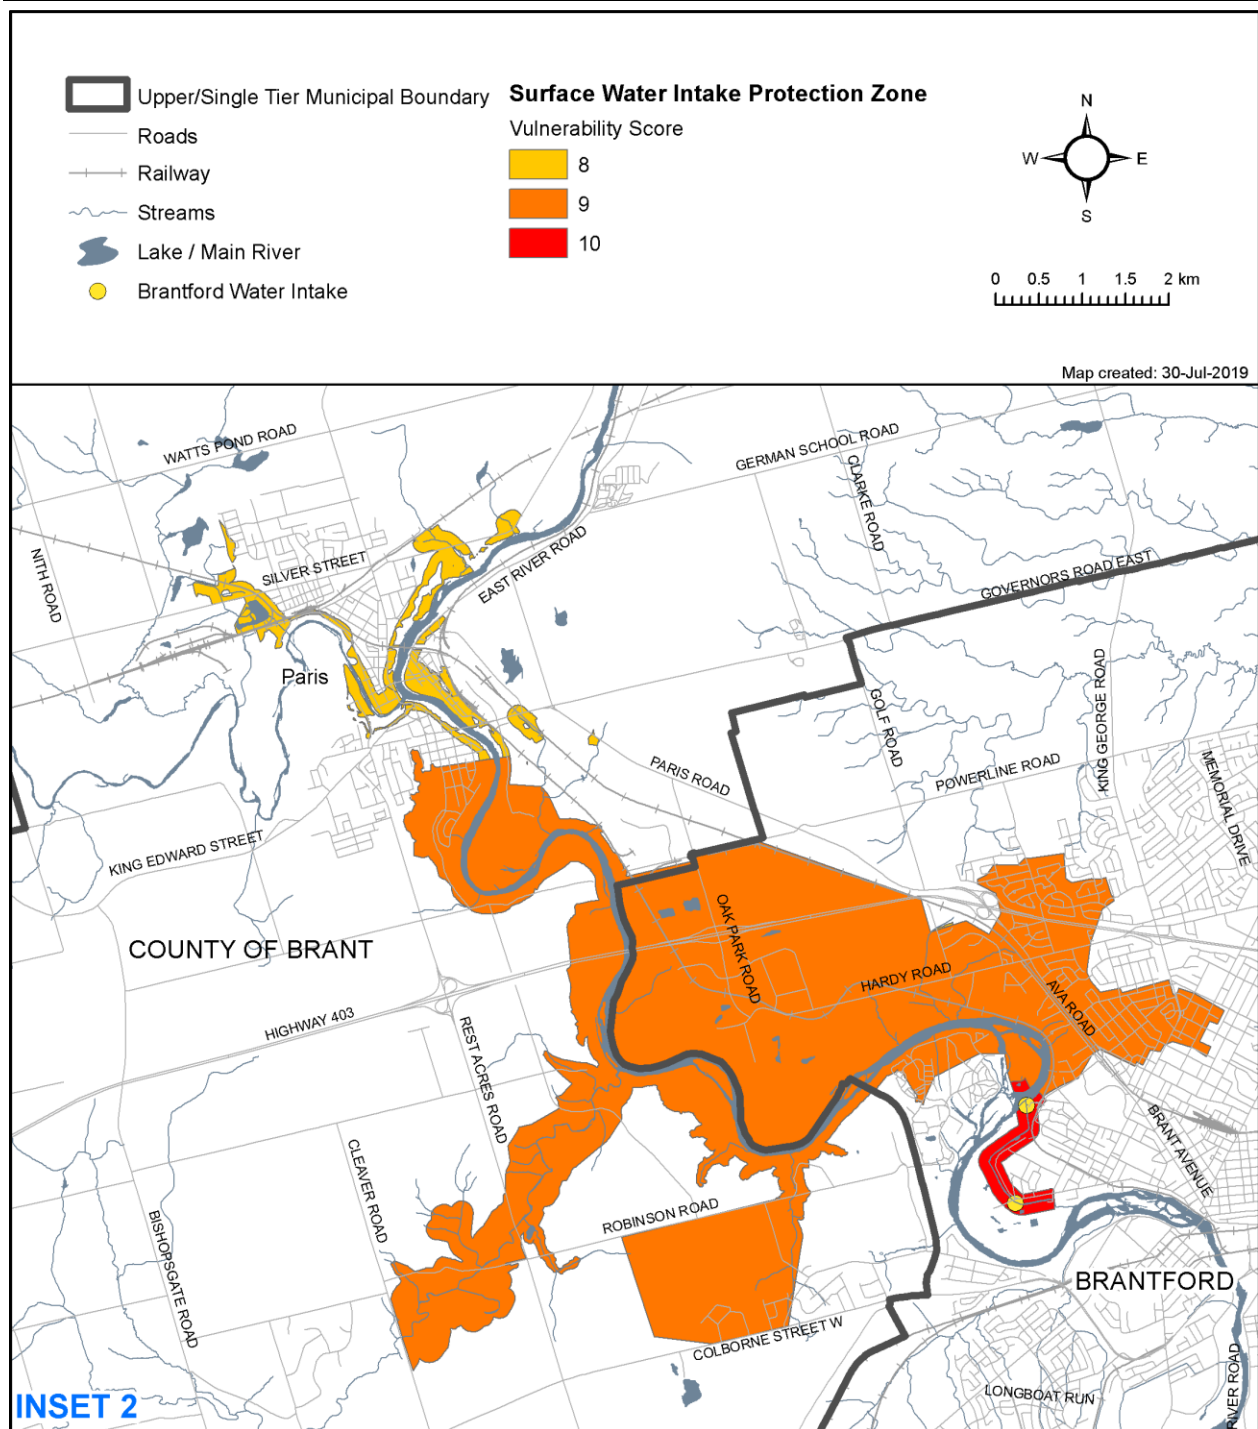 Upper/Single Tier Municipal Boundary
Roads
Railway
Streams
Lake / Main River
Brantford Water Intake
Surface Water Intake Protection Zone
Vulnerability Score
8
9
10
N
W E
S
0 0.5 1 1.5 2 km
Map created: 30-Jul-2019
WATTS POND ROAD
GERMAN SCHOOL ROAD
CLARKE ROAD
NITH ROAD
SILVER STREET
EAST RIVER ROAD
GOVERNORS ROAD EAST
Paris
GOLF ROAD
KING GEORGE ROAD
PARIS ROAD
POWERLINE ROAD
MEMORIAL DRIVE
KING EDWARD STREET
OAK PARK ROAD
COUNTY OF BRANT
HARDY ROAD
AVA ROAD
HIGHWAY 403
REST ACRES ROAD
BRANT AVENUE
CLEAVER ROAD
ROBINSON ROAD
BISHOPSGATE ROAD
BRANTFORD
COLBORNE STREET W
LONGBOAT RUN
RIVER ROAD
INSET 2